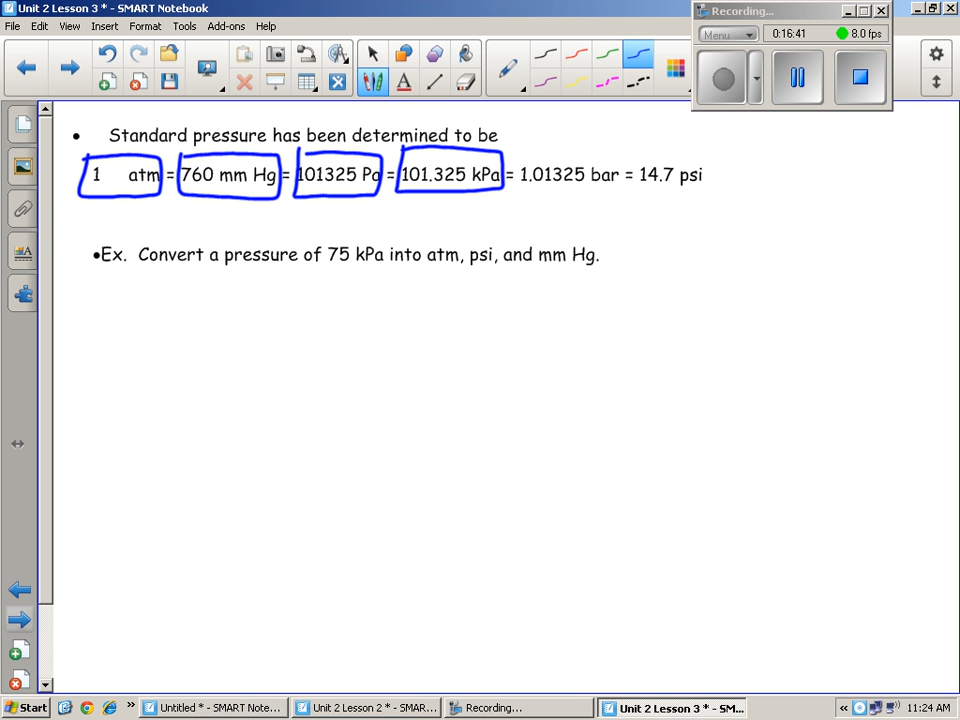 Unit 2 Lesson 3 * - SMART Notebook
Recording...
File Edit View Insert Format Tools Add-ons Help
Menu
0:16:41
8.0 fps
• Standard pressure has been determined to be
1 atm = 760 mm Hg = 101325 Pa = 101.325 kPa = 1.01325 bar = 14.7 psi
•Ex. Convert a pressure of 75 kPa into atm, psi, and mm Hg.
Start
Untitled * - SMART Note...
Unit 2 Lesson 2 * - SMAR...
Recording...
Unit 2 Lesson 3 * - SM...
11:24 AM